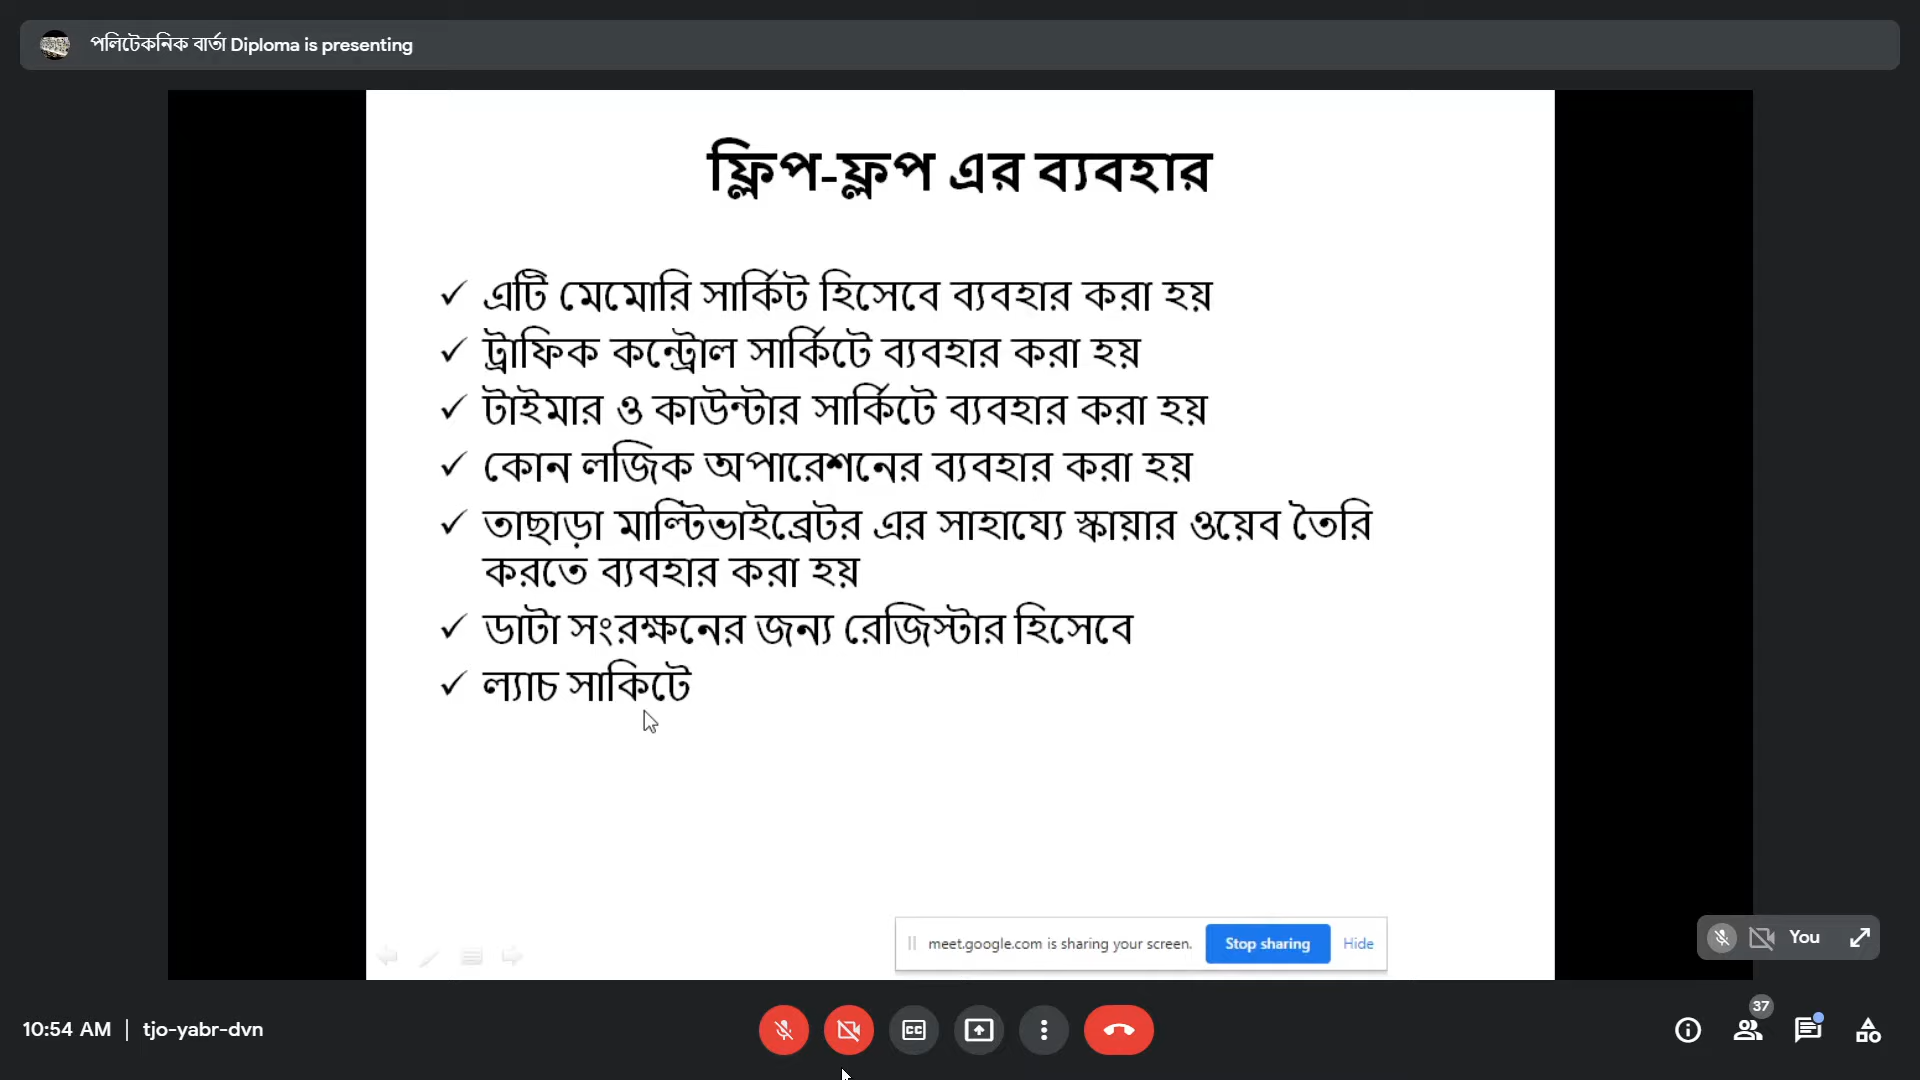 পলিটেকনিক বার্তা Diploma is presenting
ফ্লিপ-ফ্লপ এর ব্যবহার
✓ এটি মেমোরি সার্কিট হিসেবে ব্যবহার করা হয়
✓ ট্রাফিক কন্ট্রোল সার্কিটে ব্যবহার করা হয়
✓ টাইমার ও কাউন্টার সার্কিটে ব্যবহার করা হয়
✓ কোন লজিক অপারেশনের ব্যবহার করা হয়
✓ তাছাড়া মাল্টিভাইব্রেটর এর সাহায্যে স্কায়ার ওয়েব তৈরি
করতে ব্যবহার করা হয়
✓ ডাটা সংরক্ষনের জন্য রেজিস্টার হিসেবে
✓ ল্যাচ সাকিটে
meet.google.com is sharing your screen. Stop sharing Hide
You
10:54 AM | tjo-yabr-dvn
CC
37